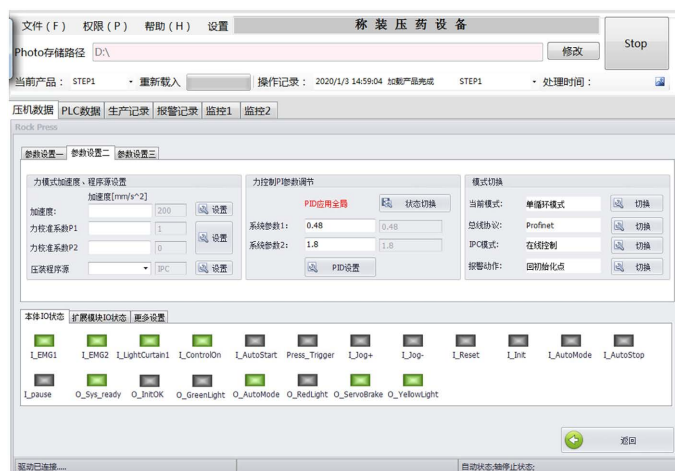 文件(F) 权限(P) 帮助(H) 设置 称装压药设备
Photo存储路径 D:\ 修改 Stop
当前产品: STEP1 重新载入 操作记录: 2020/1/3 14:59:04 加载产品完成 STEP1 处理时间:
压机数据 PLC数据 生产记录 报警记录 监控1 监控2
Rock Press
参数设置一 参数设置二 参数设置三
力模式加速度、程序源设置 力控制PI参数调节 模式切换
加速度[mm/s^2] PID应用全局 状态切换 当前模式: 单循环模式 切换
加速度: 200 设置
力校准系数P1 1 设置 系统参数1: 0.48 0.48 总线协议: Profinet 切换
力校准系数P2 0 系统参数2: 1.8 1.8 IPC模式: 在线控制 切换
压装程序源 IPC 设置 PID设置 报警动作: 回初始化点 切换
本体IO状态 扩展模块IO状态 更多设置
I_EMG1 I_EMG2 I_LightCurtain1 I_ControlOn I_AutoStart Press_Trigger I_Jog+ I_Jog- I_Reset I_Init I_AutoMode I_AutoStop
I_pause O_Sys_ready O_InitOK O_GreenLight O_AutoMode O_RedLight O_ServoBrake O_YellowLight
返回
驱动已连接.... 自动状态:轴停止状态: